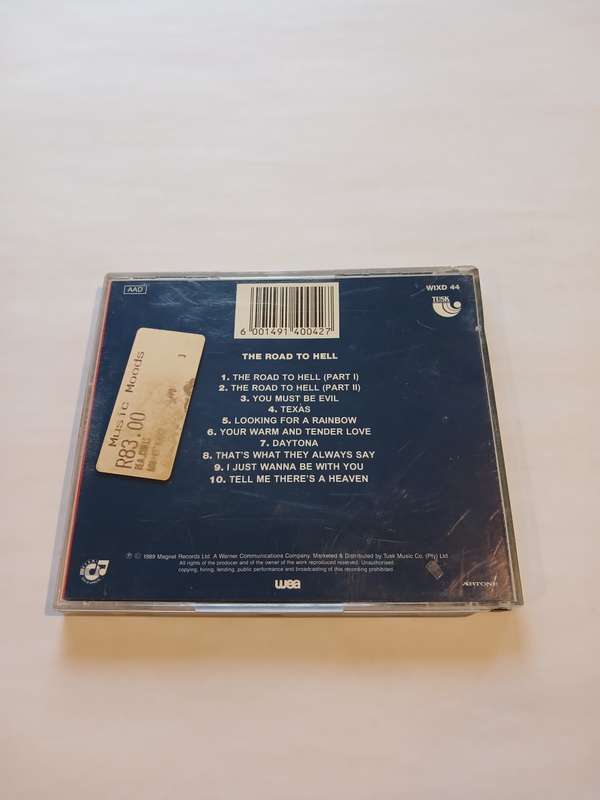 AAD
WIXD 44
TUSK
6 001491 400427
THE ROAD TO HELL
1. THE ROAD TO HELL (PART I)
2. THE ROAD TO HELL (PART II)
3. YOU MUST BE EVIL
4. TEXAS
5. LOOKING FOR A RAINBOW
6. YOUR WARM AND TENDER LOVE
7. DAYTONA
8. THAT'S WHAT THEY ALWAYS SAY
9. I JUST WANNA BE WITH YOU
10. TELL ME THERE'S A HEAVEN
Music Moods
R83.00
℗ © 1989 Magnet Records Ltd. A Warner Communications Company. Marketed & Distributed by Tusk Music Co. (Pty) Ltd.
All rights of the producer and of the owner of the work reproduced reserved. Unauthorised
copying, hiring, lending, public performance and broadcasting of this recording prohibited.
wea
ARTONE